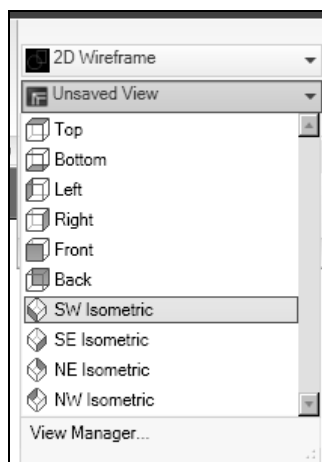 2D Wireframe
Unsaved View
Top
Bottom
Left
Right
Front
Back
SW Isometric
SE Isometric
NE Isometric
NW Isometric
View Manager...